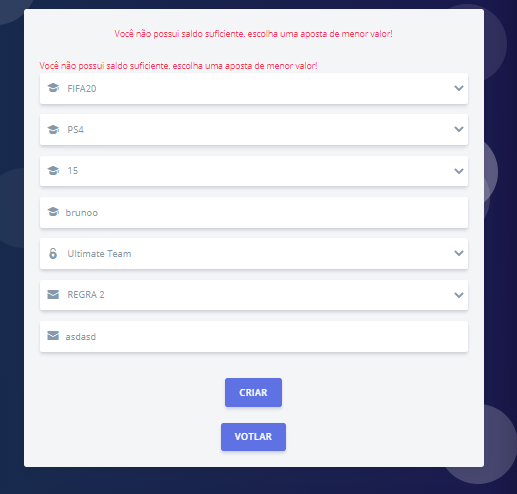 Você não possui saldo suficiente, escolha uma aposta de menor valor!
Você não possui saldo suficiente, escolha uma aposta de menor valor!
FIFA20
PS4
15
brunoo
Ultimate Team
REGRA 2
asdasd
CRIAR
VOTLAR